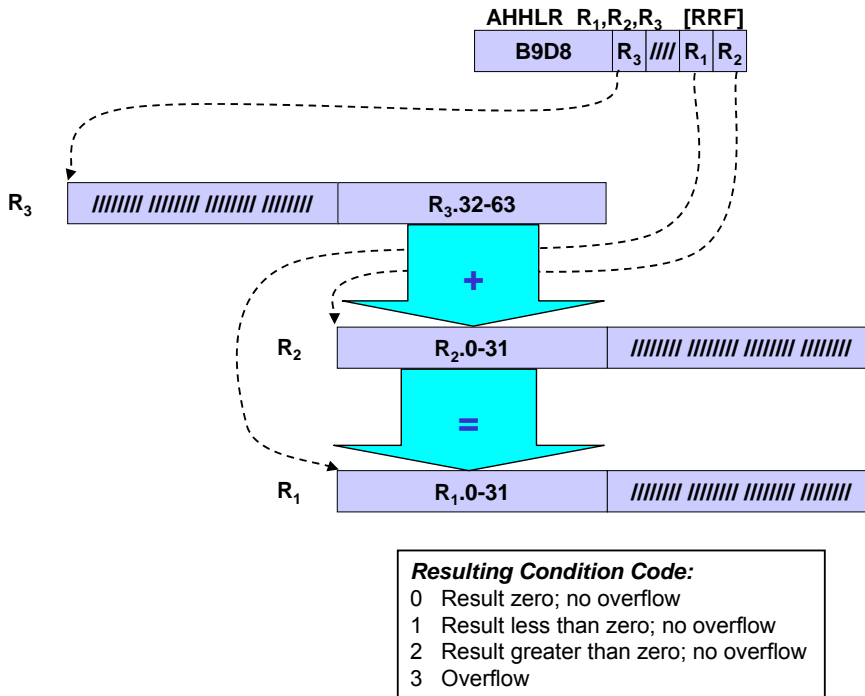 AHHLR R₁,R₂,R₃ [RRF]
B9D8 R₃ //// R₁ R₂
R₃ //////// //////// //////// //////// R₃.32-63
+
R₂ R₂.0-31 //////// //////// //////// ////////
=
R₁ R₁.0-31 //////// //////// //////// ////////
Resulting Condition Code:
0 Result zero; no overflow
1 Result less than zero; no overflow
2 Result greater than zero; no overflow
3 Overflow